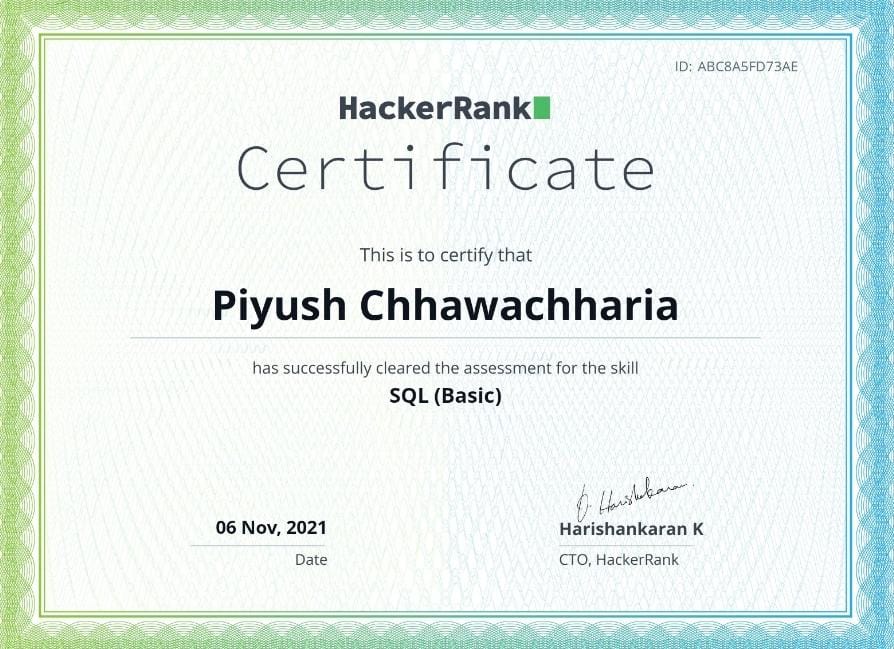 ID: ABC8A5FD73AE
HackerRank
Certificate
This is to certify that
Piyush Chhawachharia
has successfully cleared the assessment for the skill
SQL (Basic)
06 Nov, 2021
Date
Harishankaran K
CTO, HackerRank